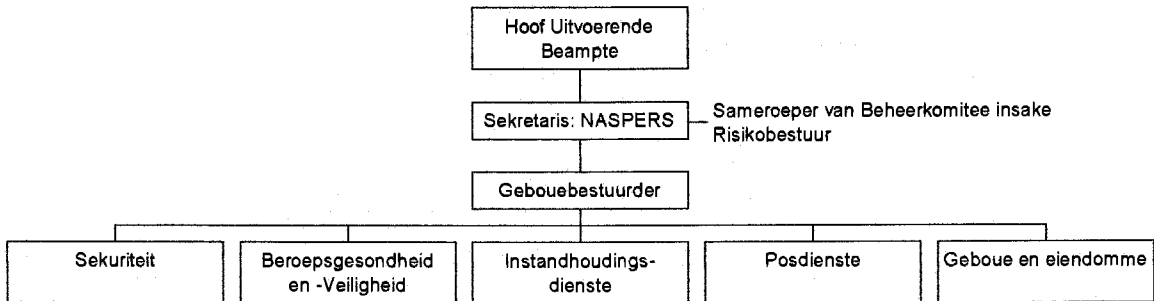 Hoof Uitvoerende
Beampte
Sekretaris: NASPERS
Sameroeper van Beheerkomitee insake
Risikobestuur
Gebouebestuurder
Sekuriteit
Beroepsgesondheid
en -Veiligheid
Instandhoudings-
dienste
Posdienste
Geboue en eiendomme